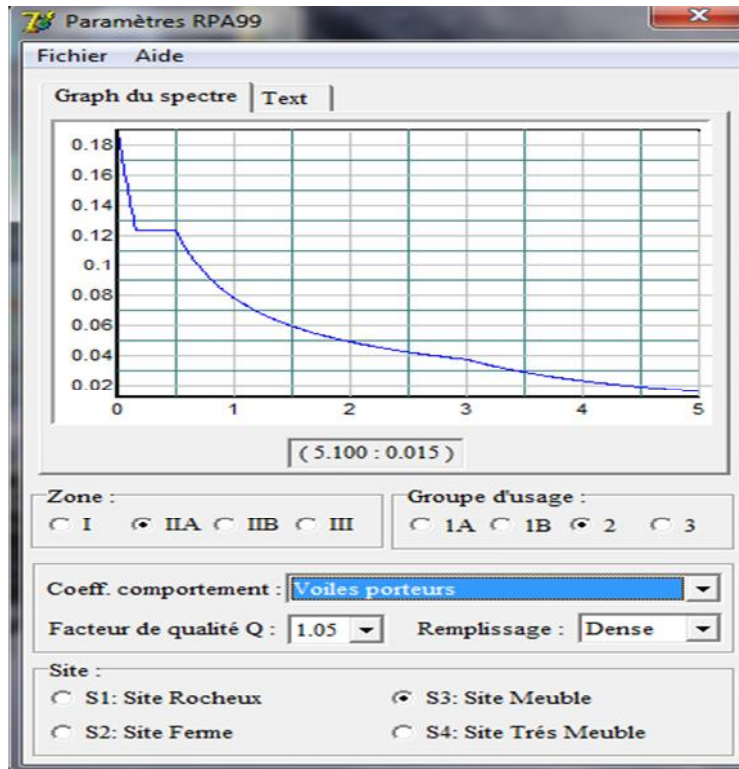 Paramètres RPA99
Fichier Aide
Graph du spectre Text
0.18
0.16
0.14
0.12
0.1
0.08
0.06
0.04
0.02
0 1 2 3 4 5
( 5.100 : 0.015 )
Zone : Groupe d'usage :
I IIA IIB III 1A 1B 2 3
Coeff. comportement : Voiles porteurs
Facteur de qualité Q : 1.05 Remplissage : Dense
Site :
S1: Site Rocheux S3: Site Meuble
S2: Site Ferme S4: Site Trés Meuble